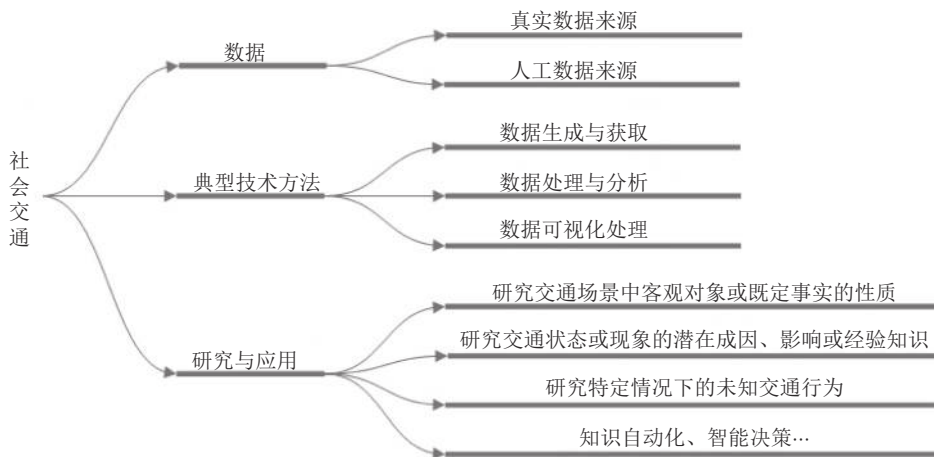 社会交通
数据
真实数据来源
人工数据来源
典型技术方法
数据生成与获取
数据处理与分析
数据可视化处理
研究与应用
研究交通场景中客观对象或既定事实的性质
研究交通状态或现象的潜在成因、影响或经验知识
研究特定情况下的未知交通行为
知识自动化、智能决策…